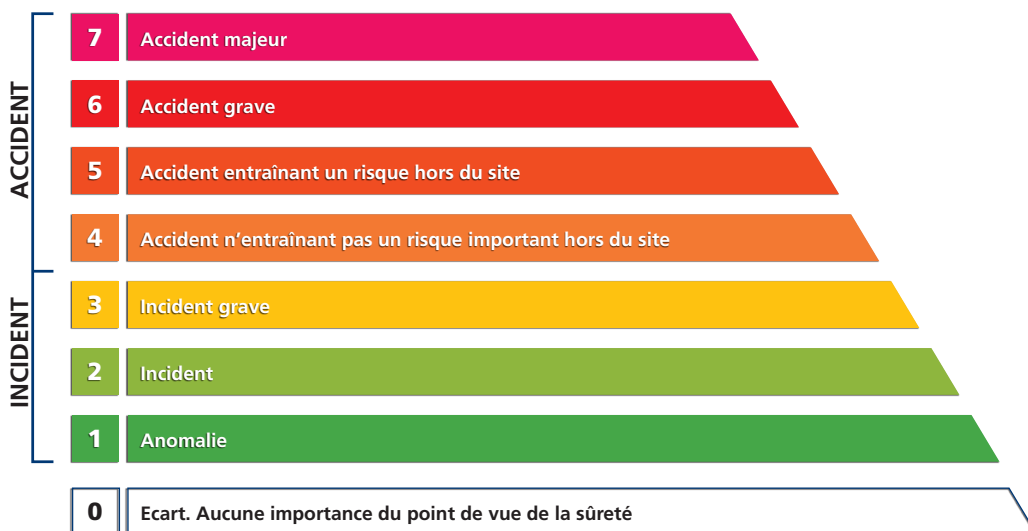 ACCIDENT
7 Accident majeur
6 Accident grave
5 Accident entraînant un risque hors du site
4 Accident n’entraînant pas un risque important hors du site
INCIDENT
3 Incident grave
2 Incident
1 Anomalie
0 Ecart. Aucune importance du point de vue de la sûreté